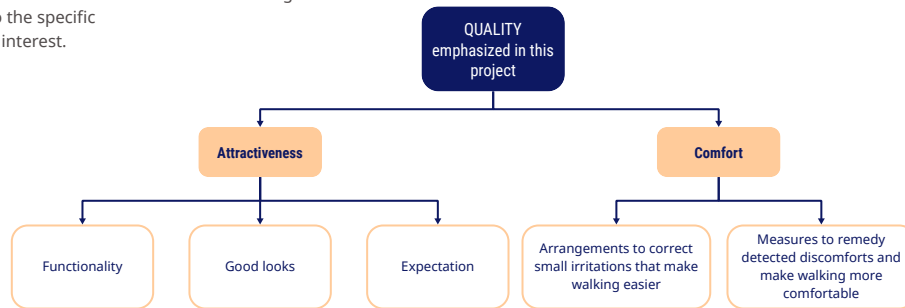 o the specific
interest.
QUALITY
emphasized in this
project
Attractiveness
Comfort
Functionality
Good looks
Expectation
Arrangements to correct
small irritations that make
walking easier
Measures to remedy
detected discomforts and
make walking more
comfortable